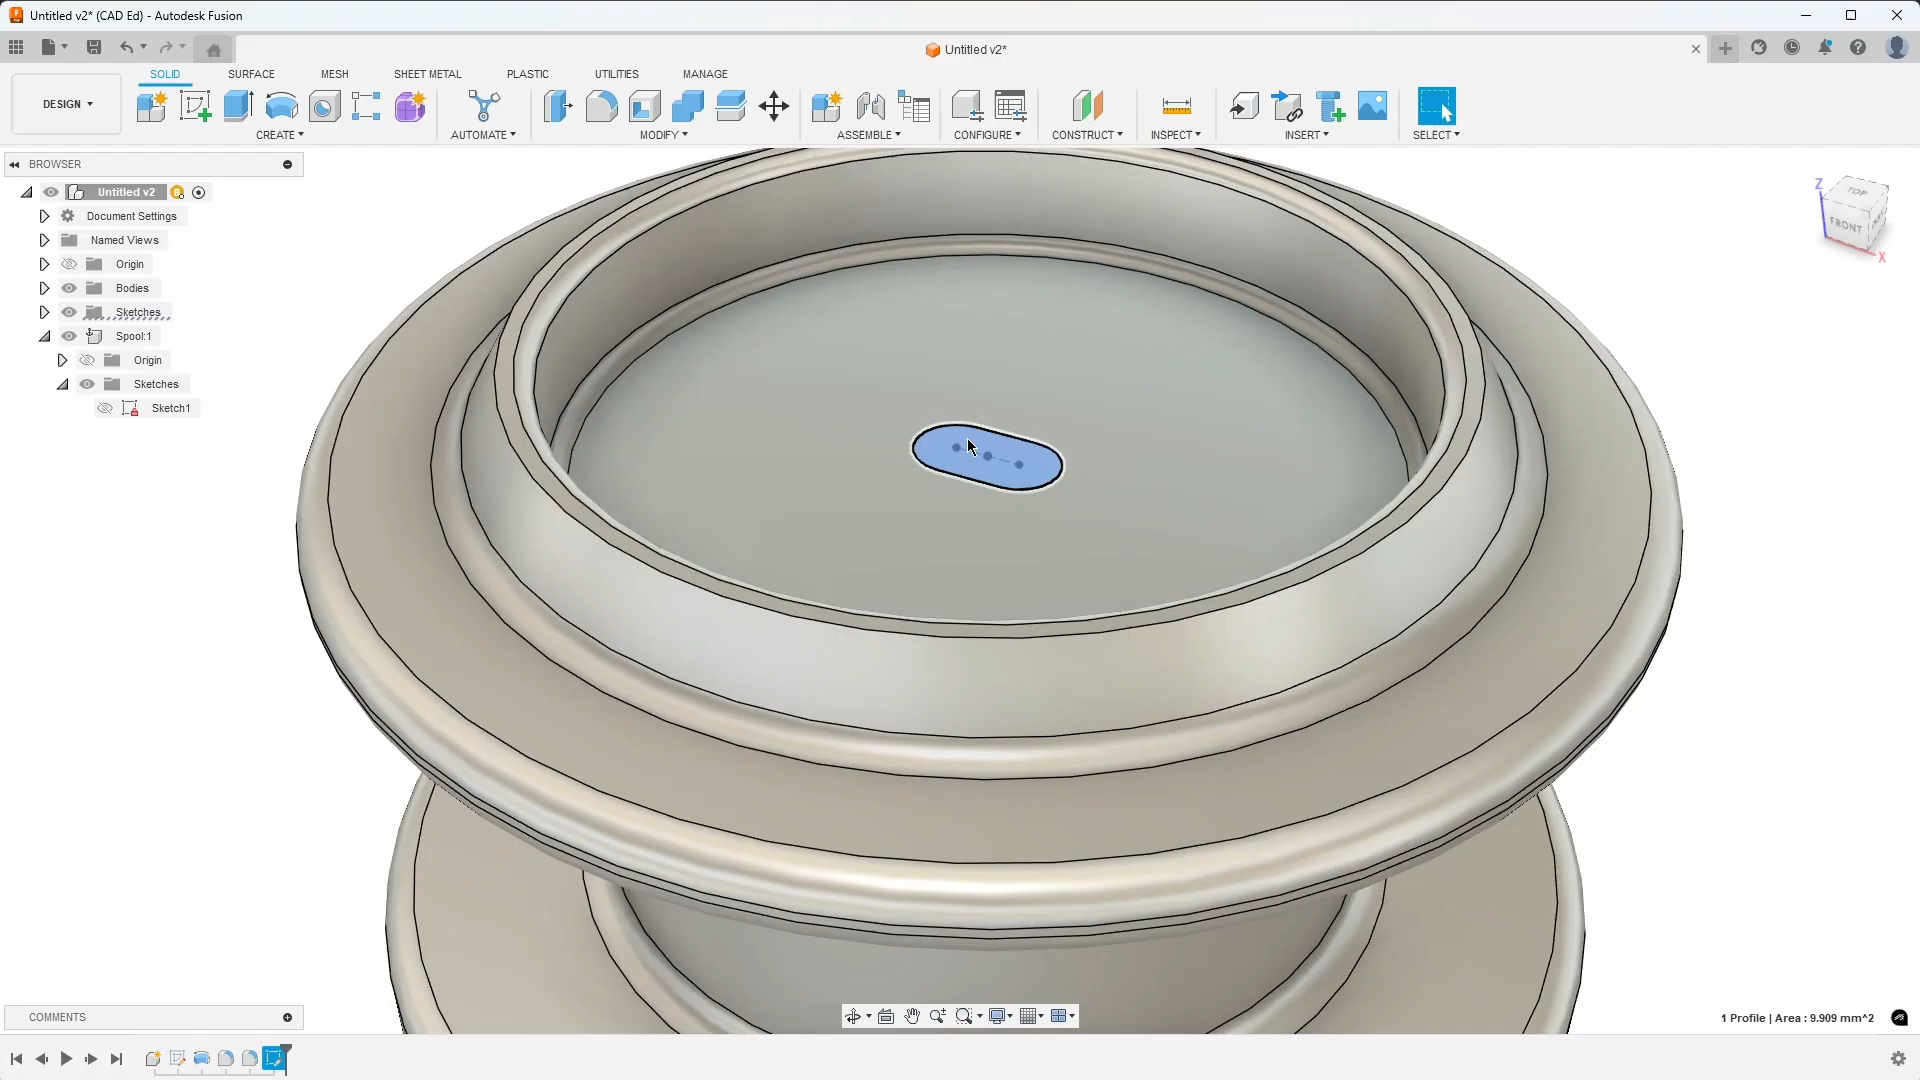 Untitled v2* (CAD Ed) - Autodesk Fusion
Untitled v2*
SOLID SURFACE MESH SHEET METAL PLASTIC UTILITIES MANAGE
DESIGN
CREATE AUTOMATE MODIFY ASSEMBLE CONFIGURE CONSTRUCT INSPECT INSERT SELECT
BROWSER
Untitled v2
Document Settings
Named Views
Origin
Bodies
Sketches
Spool:1
Origin
Sketches
Sketch1
Z
TOP
FRONT
X
COMMENTS
1 Profile | Area : 9.909 mm^2